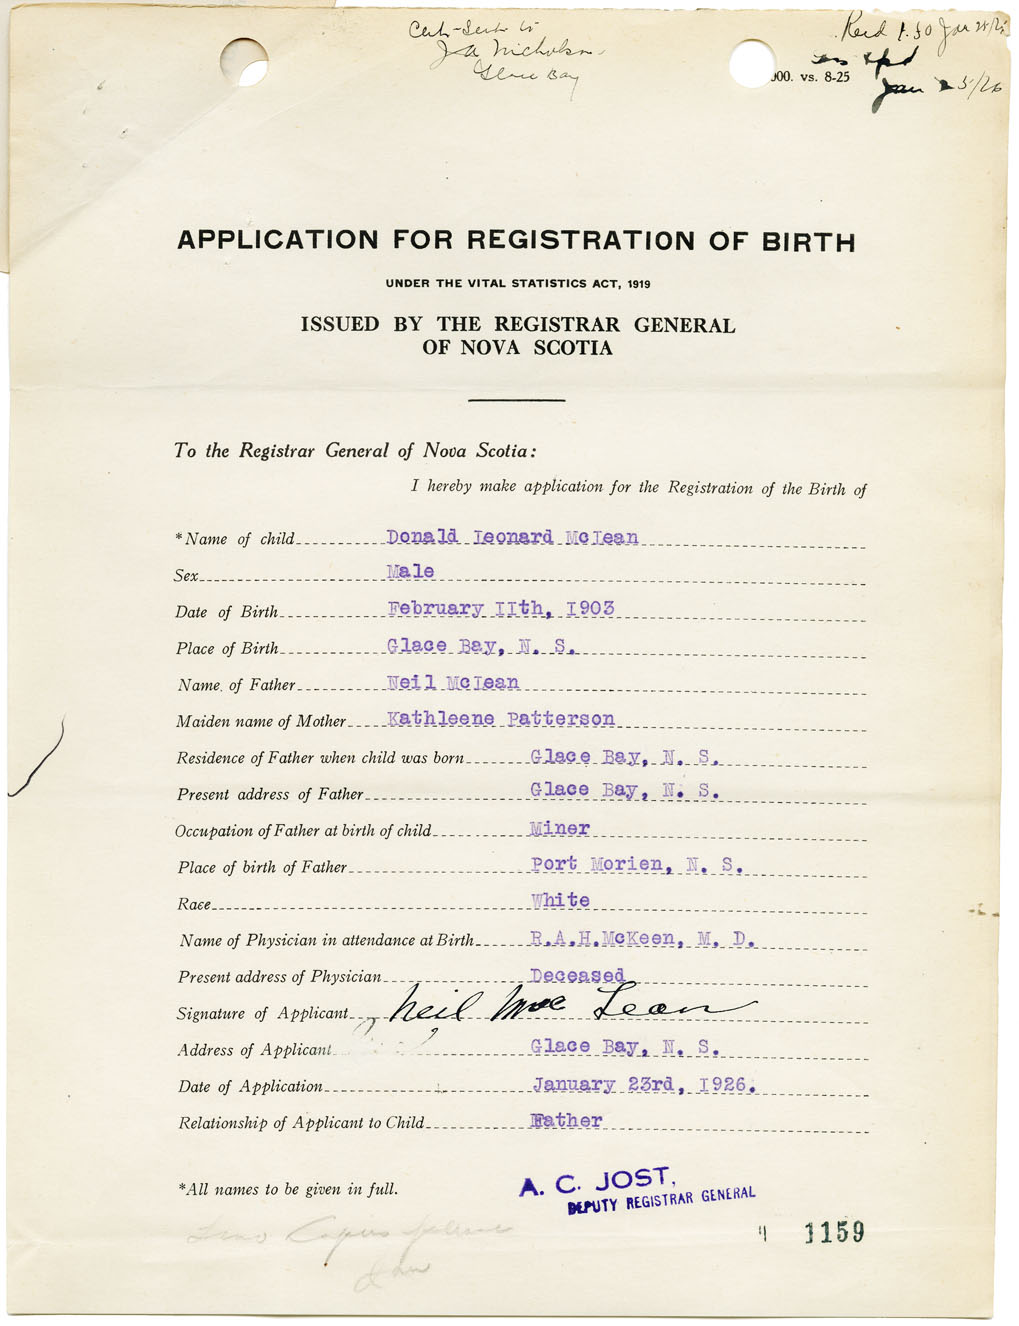 Cert. Sent to
J A Nicholson
Glace Bay
Recd 1.50 Jan 25/26
000. vs. 8-25
Jan 25/26
APPLICATION FOR REGISTRATION OF BIRTH
UNDER THE VITAL STATISTICS ACT, 1919
ISSUED BY THE REGISTRAR GENERAL
OF NOVA SCOTIA
To the Registrar General of Nova Scotia:
I hereby make application for the Registration of the Birth of
*Name of child Donald Leonard McLean
Sex Male
Date of Birth February IIth, I903
Place of Birth Glace Bay, N. S.
Name of Father Neil McLean
Maiden name of Mother Kathleene Patterson
Residence of Father when child was born Glace Bay, N. S.
Present address of Father Glace Bay, N. S.
Occupation of Father at birth of child Miner
Place of birth of Father Port Morien, N. S.
Race White
Name of Physician in attendance at Birth R.A.H.McKeen, M. D.
Present address of Physician Deceased
Signature of Applicant Neil Mac Lean
Address of Applicant Glace Bay, N. S.
Date of Application January 23rd, I926.
Relationship of Applicant to Child Father
*All names to be given in full.
A. C. JOST,
DEPUTY REGISTRAR GENERAL
1159